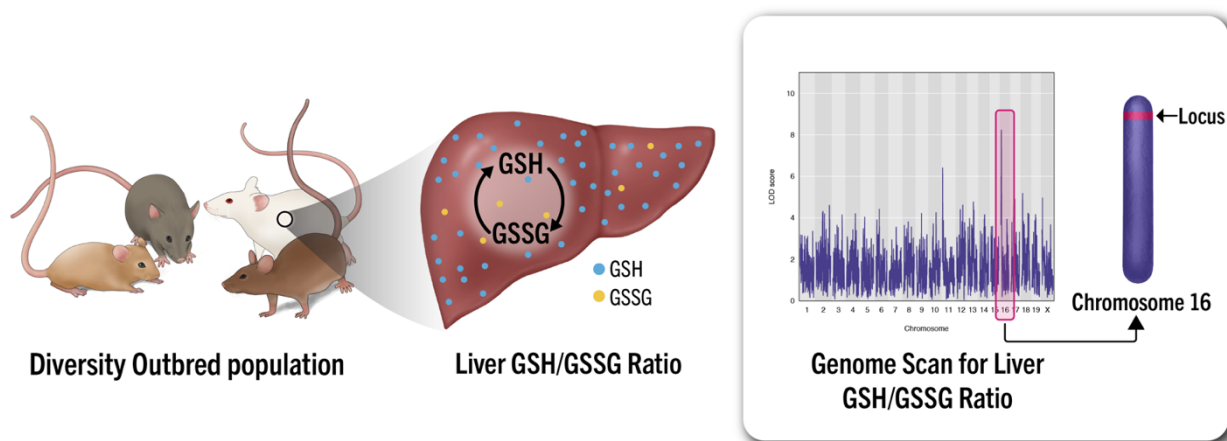 GSH
GSSG
GSH
GSSG
Diversity Outbred population
Liver GSH/GSSG Ratio
LOD score
10
8
6
4
2
0
1 2 3 4 5 6 7 8 9 10 11 12 13 14 15 16 17 18 19 X
Chromosome
Locus
Chromosome 16
Genome Scan for Liver
GSH/GSSG Ratio